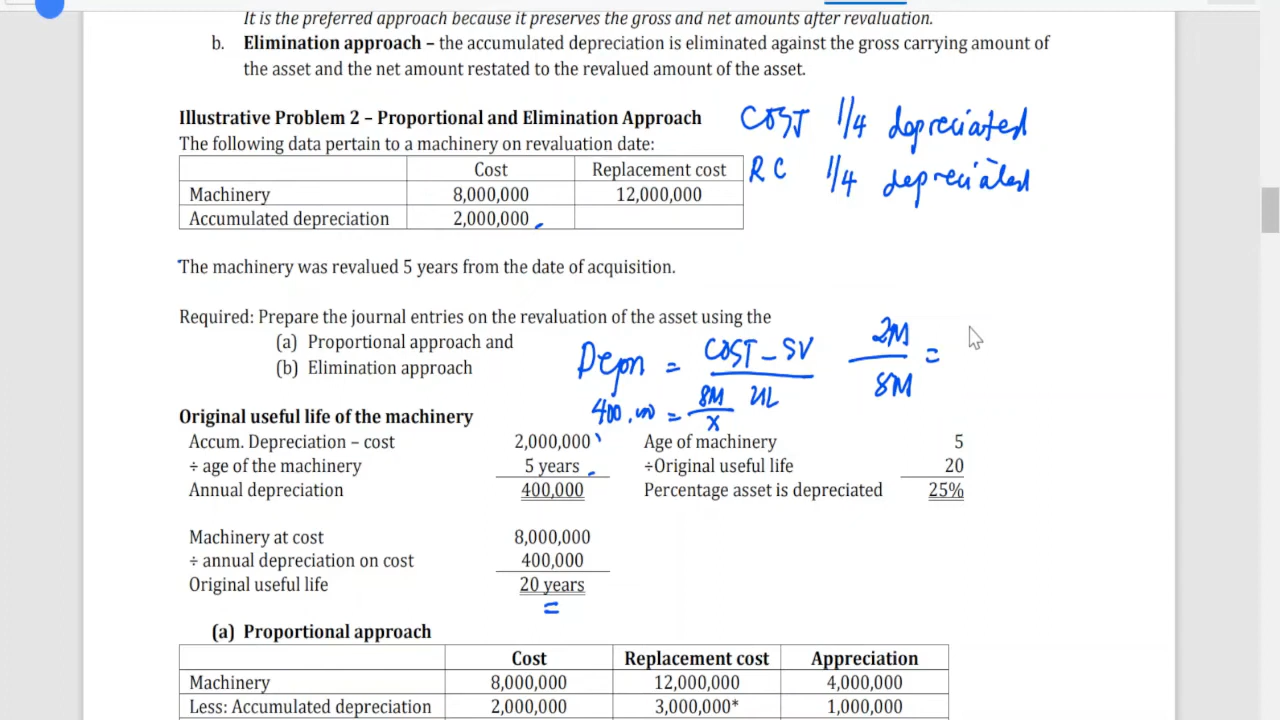 It is the preferred approach because it preserves the gross and net amounts after revaluation.
b. Elimination approach – the accumulated depreciation is eliminated against the gross carrying amount of
the asset and the net amount restated to the revalued amount of the asset.
Illustrative Problem 2 – Proportional and Elimination Approach
COST 1/4 depreciated
The following data pertain to a machinery on revaluation date:
Cost Replacement cost
RC 1/4 depreciated
Machinery 8,000,000 12,000,000
Accumulated depreciation 2,000,000
The machinery was revalued 5 years from the date of acquisition.
Required: Prepare the journal entries on the revaluation of the asset using the
(a) Proportional approach and
(b) Elimination approach
Depn = COST - SV
UL
2M
8M =
400,000 = 8M
X
Original useful life of the machinery
Accum. Depreciation – cost 2,000,000 Age of machinery 5
÷ age of the machinery 5 years ÷Original useful life 20
Annual depreciation 400,000 Percentage asset is depreciated 25%
Machinery at cost 8,000,000
÷ annual depreciation on cost 400,000
Original useful life 20 years
=
(a) Proportional approach
Cost Replacement cost Appreciation
Machinery 8,000,000 12,000,000 4,000,000
Less: Accumulated depreciation 2,000,000 3,000,000* 1,000,000